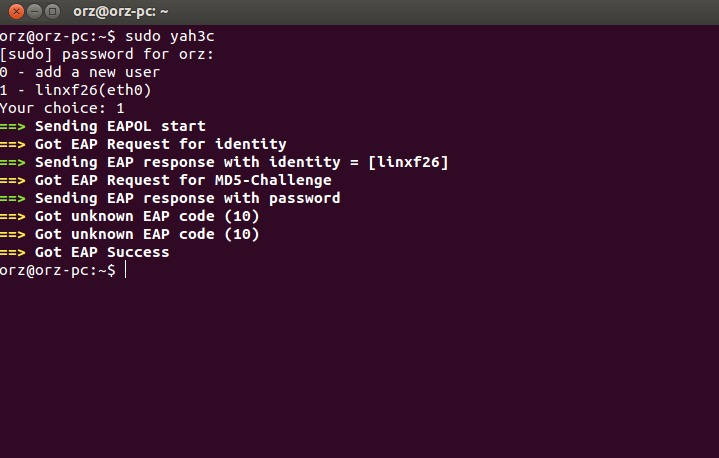 orz@orz-pc: ~
orz@orz-pc:~$ sudo yah3c
[sudo] password for orz:
0 - add a new user
1 - linxf26(eth0)
Your choice: 1
==> Sending EAPOL start
==> Got EAP Request for identity
==> Sending EAP response with identity = [linxf26]
==> Got EAP Request for MD5-Challenge
==> Sending EAP response with password
==> Got unknown EAP code (10)
==> Got unknown EAP code (10)
==> Got EAP Success
orz@orz-pc:~$